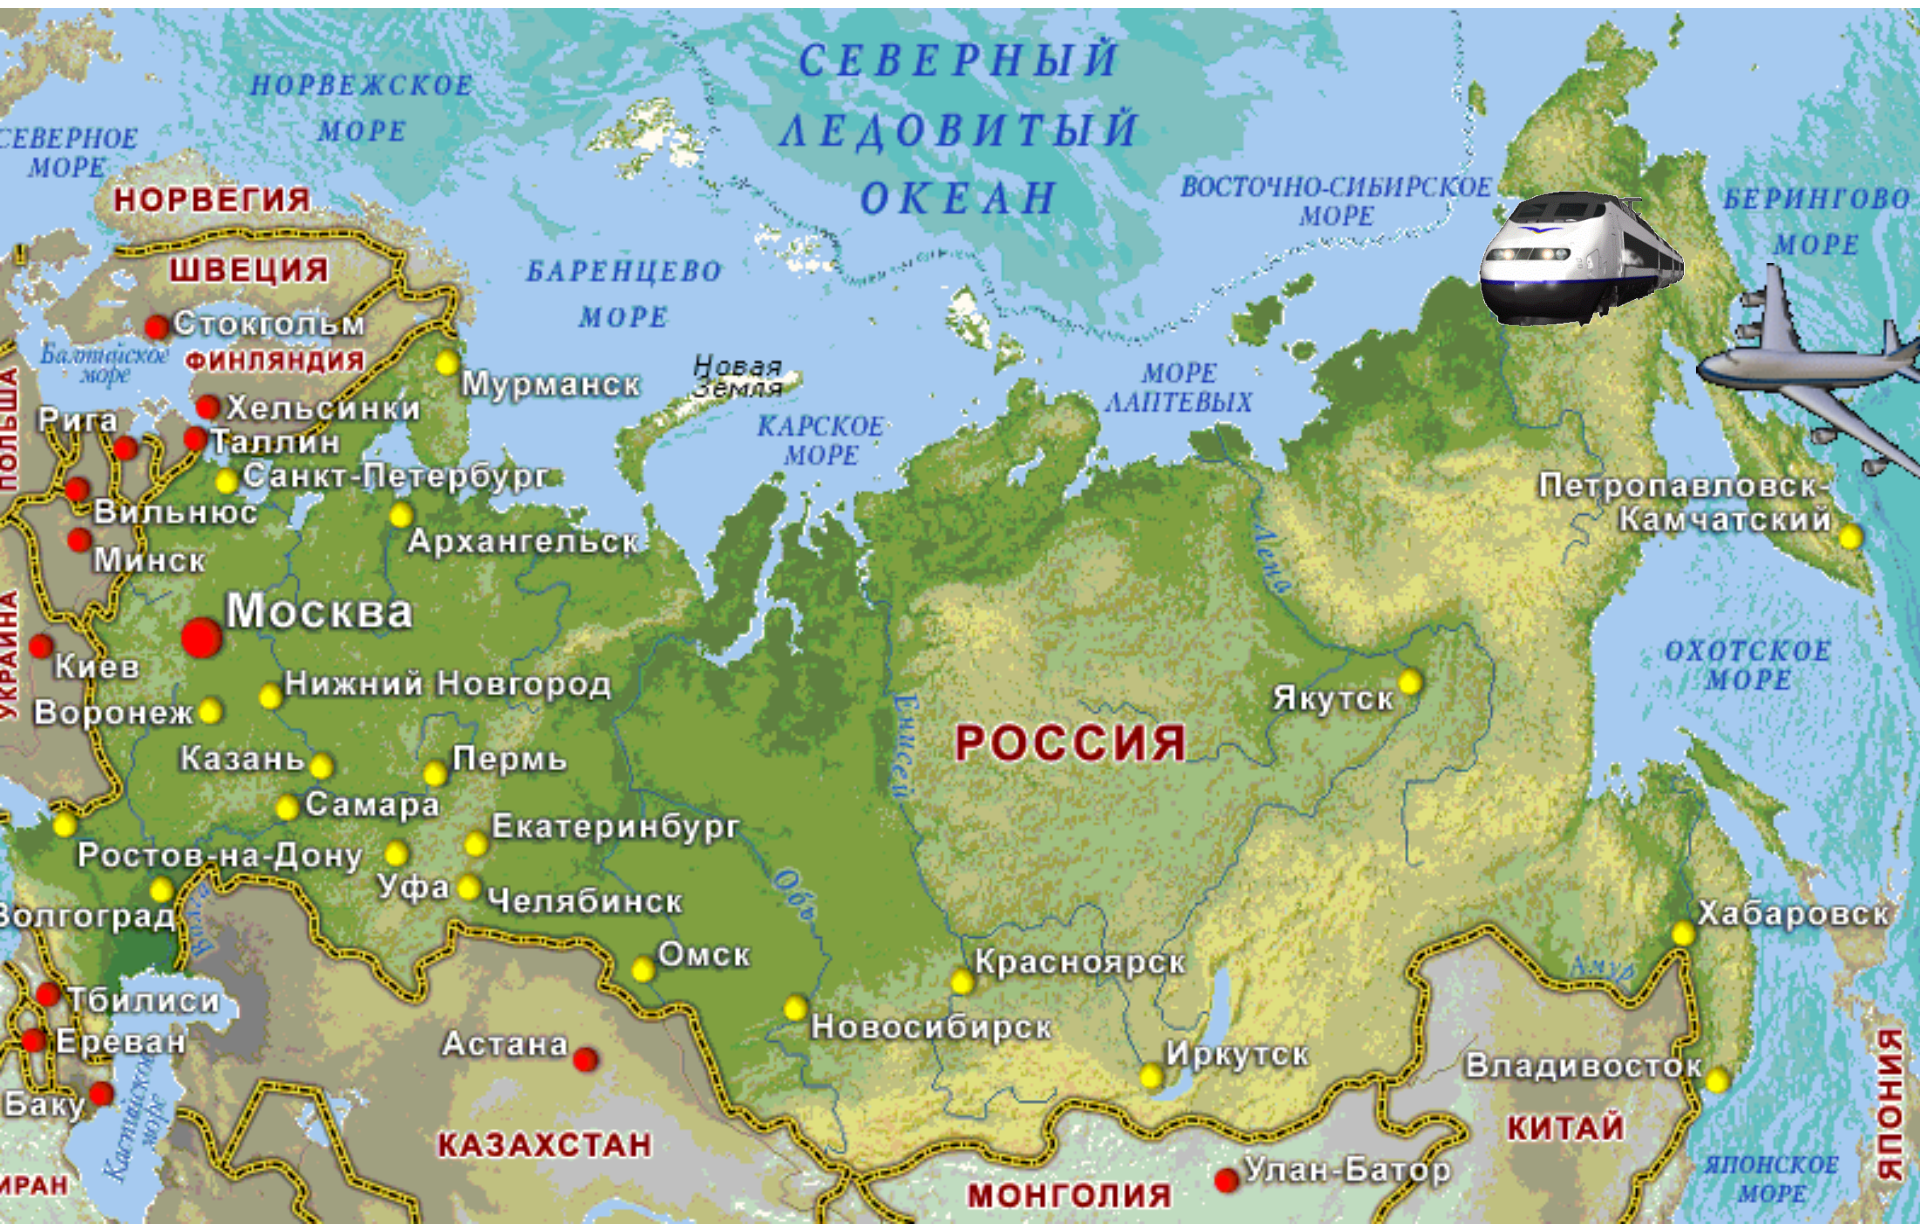 СЕВЕРНЫЙ
ЛЕДОВИТЫЙ
ОКЕАН
НОРВЕЖСКОЕ
МОРЕ
СЕВЕРНОЕ
МОРЕ
ВОСТОЧНО-СИБИРСКОЕ
МОРЕ
БЕРИНГОВО
МОРЕ
НОРВЕГИЯ
ШВЕЦИЯ
БАРЕНЦЕВО
МОРЕ
Стокгольм
Балтийское
море
ФИНЛЯНДИЯ
Мурманск
Новая
Земля
МОРЕ
ЛАПТЕВЫХ
КАРСКОЕ
МОРЕ
ПОЛЬША
Рига
Хельсинки
Таллин
Санкт-Петербург
Вильнюс
Архангельск
Минск
Петропавловск-
Камчатский
Лена
УКРАИНА
Москва
Киев
Нижний Новгород
Воронеж
ОХОТСКОЕ
МОРЕ
Якутск
Енисей
РОССИЯ
Казань
Пермь
Самара
Екатеринбург
Ростов-на-Дону
Уфа
Челябинск
Обь
Волгоград
Волга
Хабаровск
Омск
Красноярск
Амур
Тбилиси
Новосибирск
Ереван
Астана
Иркутск
Владивосток
Баку
Каспийское
море
КАЗАХСТАН
КИТАЙ
ЯПОНИЯ
ИРАН
МОНГОЛИЯ
Улан-Батор
ЯПОНСКОЕ
МОРЕ